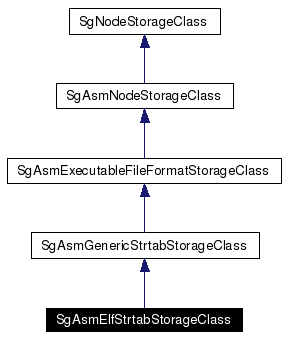 SgNodeStorageClass
SgAsmNodeStorageClass
SgAsmExecutableFileFormatStorageClass
SgAsmGenericStrtabStorageClass
SgAsmElfStrtabStorageClass